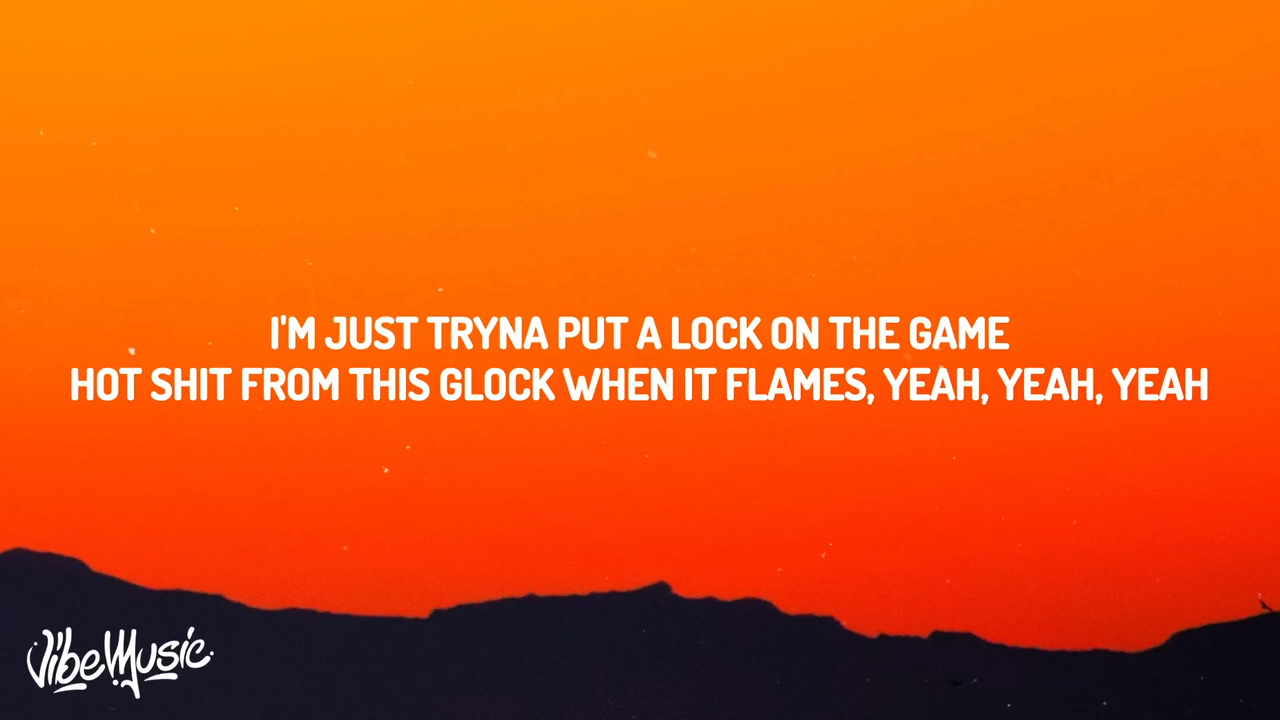 I'M JUST TRYNA PUT A LOCK ON THE GAME
HOT SHIT FROM THIS GLOCK WHEN IT FLAMES, YEAH, YEAH, YEAH
VibeMusic